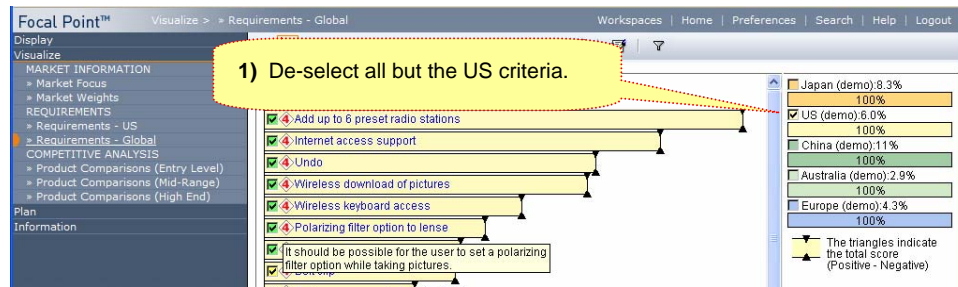 Focal Point™ Visualize > » Requirements - Global Workspaces | Home | Preferences | Search | Help | Logout
Display
Visualize
MARKET INFORMATION
» Market Focus
» Market Weights
REQUIREMENTS
» Requirements - US
» Requirements - Global
COMPETITIVE ANALYSIS
» Product Comparisons (Entry Level)
» Product Comparisons (Mid-Range)
» Product Comparisons (High End)
Plan
Information
1) De-select all but the US criteria.
4 Add up to 6 preset radio stations
4 Internet access support
4 Undo
4 Wireless download of pictures
4 Wireless keyboard access
4 Polarizing filter option to lense
It should be possible for the user to set a polarizing
filter option while taking pictures.
Japan (demo):8.3%
100%
US (demo):6.0%
100%
China (demo):11%
100%
Australia (demo):2.9%
100%
Europe (demo):4.3%
100%
The triangles indicate
the total score
(Positive - Negative)